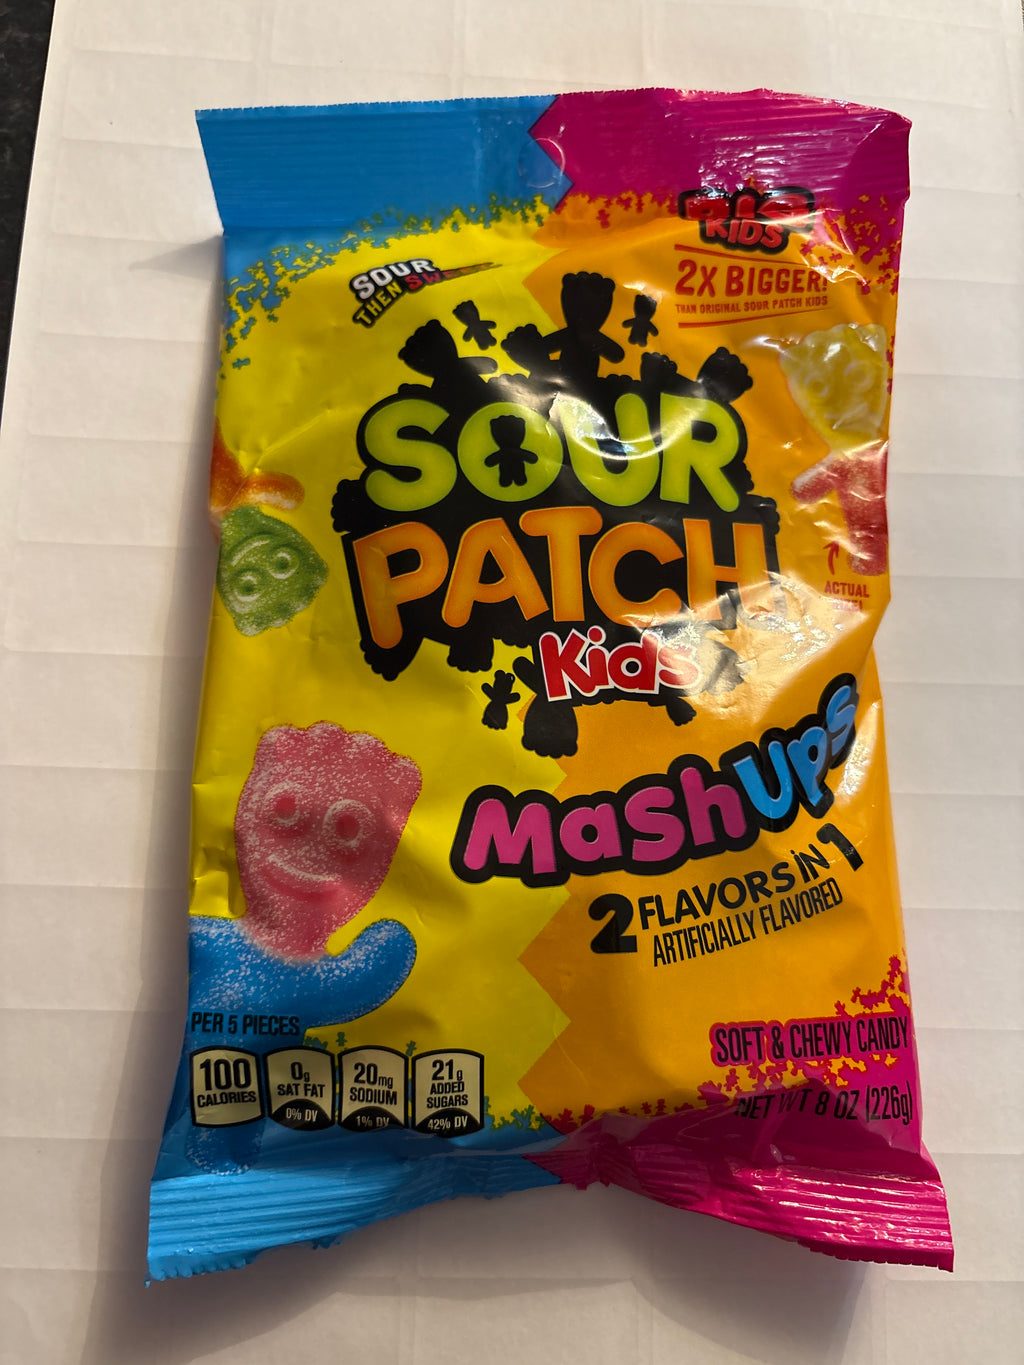 BIG
KIDS
2X BIGGER!
THAN ORIGINAL SOUR PATCH KIDS
SOUR
THEN SWEET
SOUR
PATCH
Kids
ACTUAL
MashUps
2 FLAVORS iN 1
ARTIFICIALLY FLAVORED
PER 5 PIECES
100
CALORIES
0g
SAT FAT
0% DV
20mg
SODIUM
1% DV
21g
ADDED
SUGARS
42% DV
SOFT & CHEWY CANDY
NET WT 8 OZ (226g)